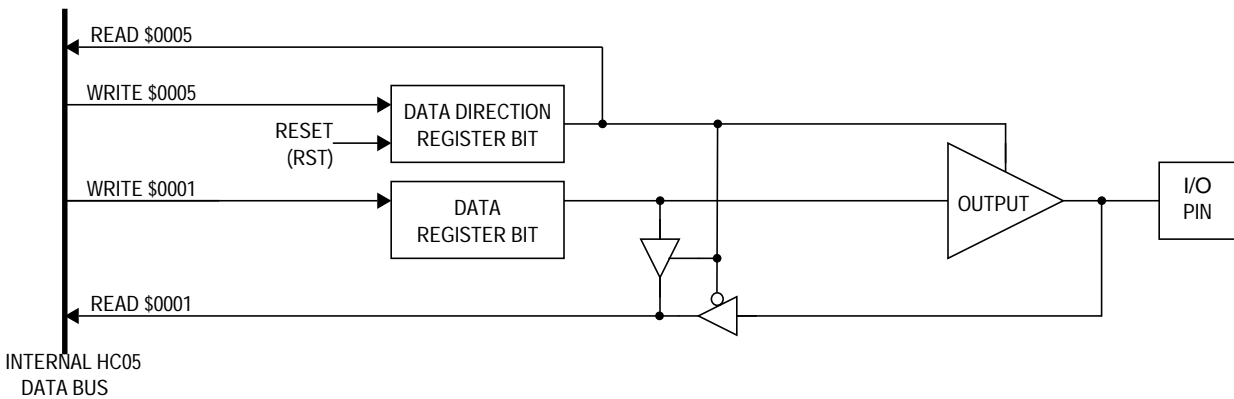 READ $0005
WRITE $0005
DATA DIRECTION
REGISTER BIT
RESET
(RST)
WRITE $0001
DATA
REGISTER BIT
OUTPUT
I/O
PIN
READ $0001
INTERNAL HC05
DATA BUS